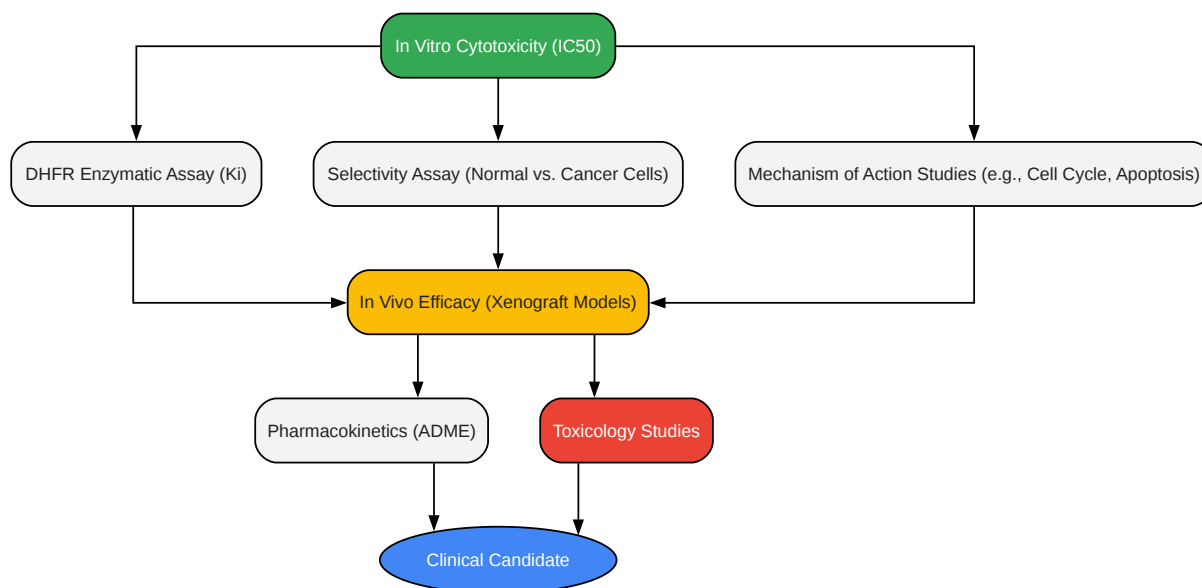 In Vitro Cytotoxicity (IC50)
DHFR Enzymatic Assay (Ki)
Selectivity Assay (Normal vs. Cancer Cells)
Mechanism of Action Studies (e.g., Cell Cycle, Apoptosis)
In Vivo Efficacy (Xenograft Models)
Pharmacokinetics (ADME)
Toxicology Studies
Clinical Candidate